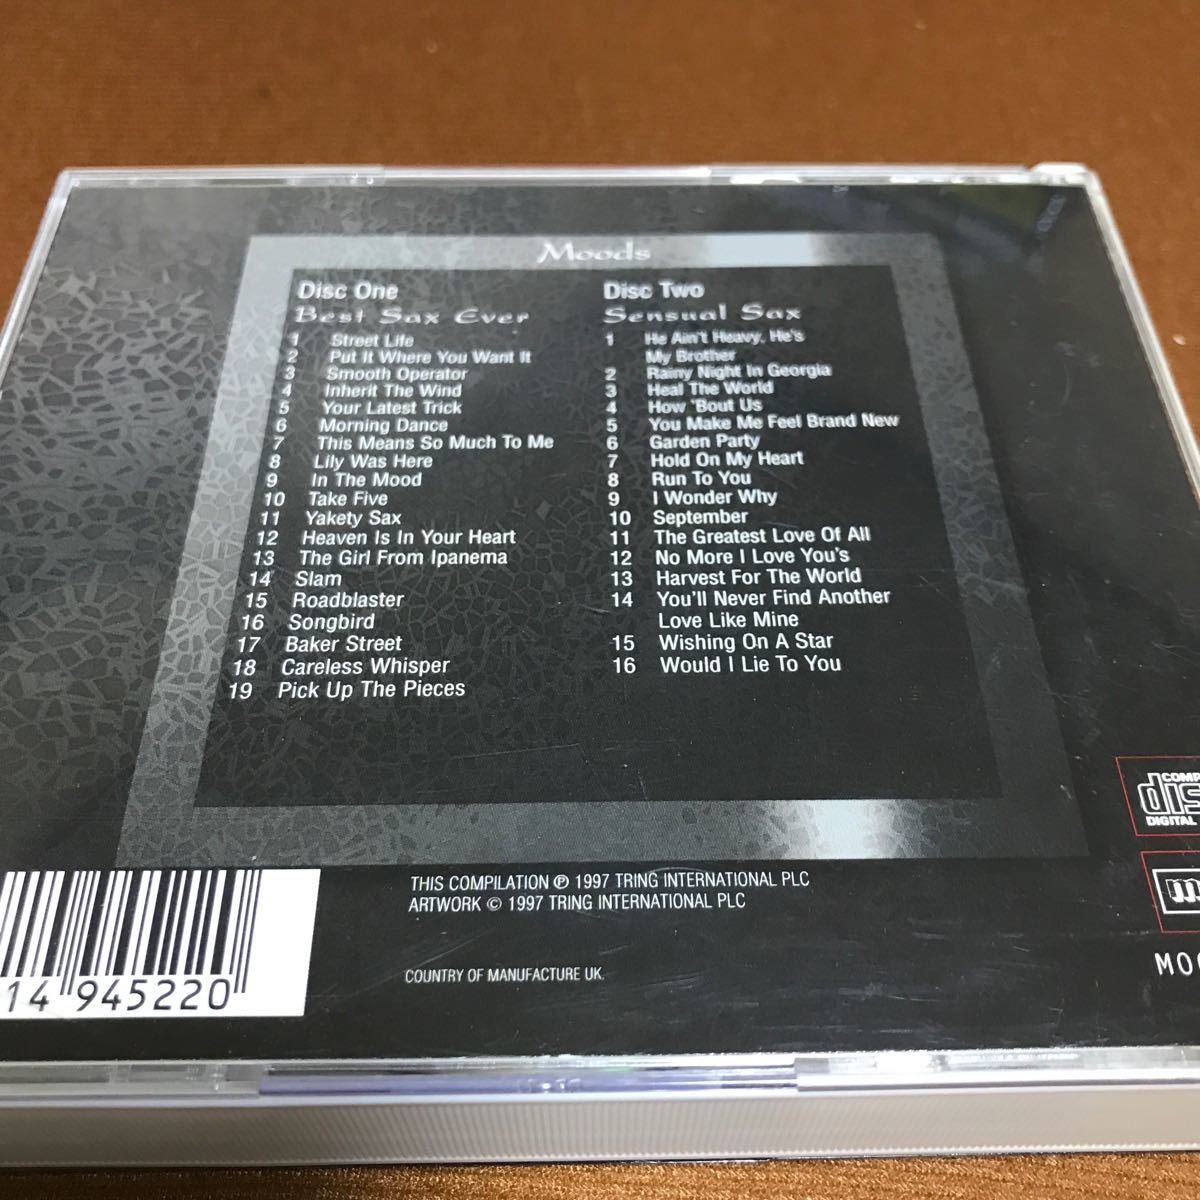 Moods
Disc One
Best Sax Ever
1 Street Life
2 Put It Where You Want It
3 Smooth Operator
4 Inherit The Wind
5 Your Latest Trick
6 Morning Dance
7 This Means So Much To Me
8 Lily Was Here
9 In The Mood
10 Take Five
11 Yakety Sax
12 Heaven Is In Your Heart
13 The Girl From Ipanema
14 Slam
15 Roadblaster
16 Songbird
17 Baker Street
18 Careless Whisper
19 Pick Up The Pieces
Disc Two
Sensual Sax
1 He Ain't Heavy, He's
My Brother
2 Rainy Night In Georgia
3 Heal The World
4 How 'Bout Us
5 You Make Me Feel Brand New
6 Garden Party
7 Hold On My Heart
8 Run To You
9 I Wonder Why
10 September
11 The Greatest Love Of All
12 No More I Love You's
13 Harvest For The World
14 You'll Never Find Another
Love Like Mine
15 Wishing On A Star
16 Would I Lie To You
THIS COMPILATION ℗ 1997 TRING INTERNATIONAL PLC
ARTWORK © 1997 TRING INTERNATIONAL PLC
COUNTRY OF MANUFACTURE UK.
14 945220
DIGITAL